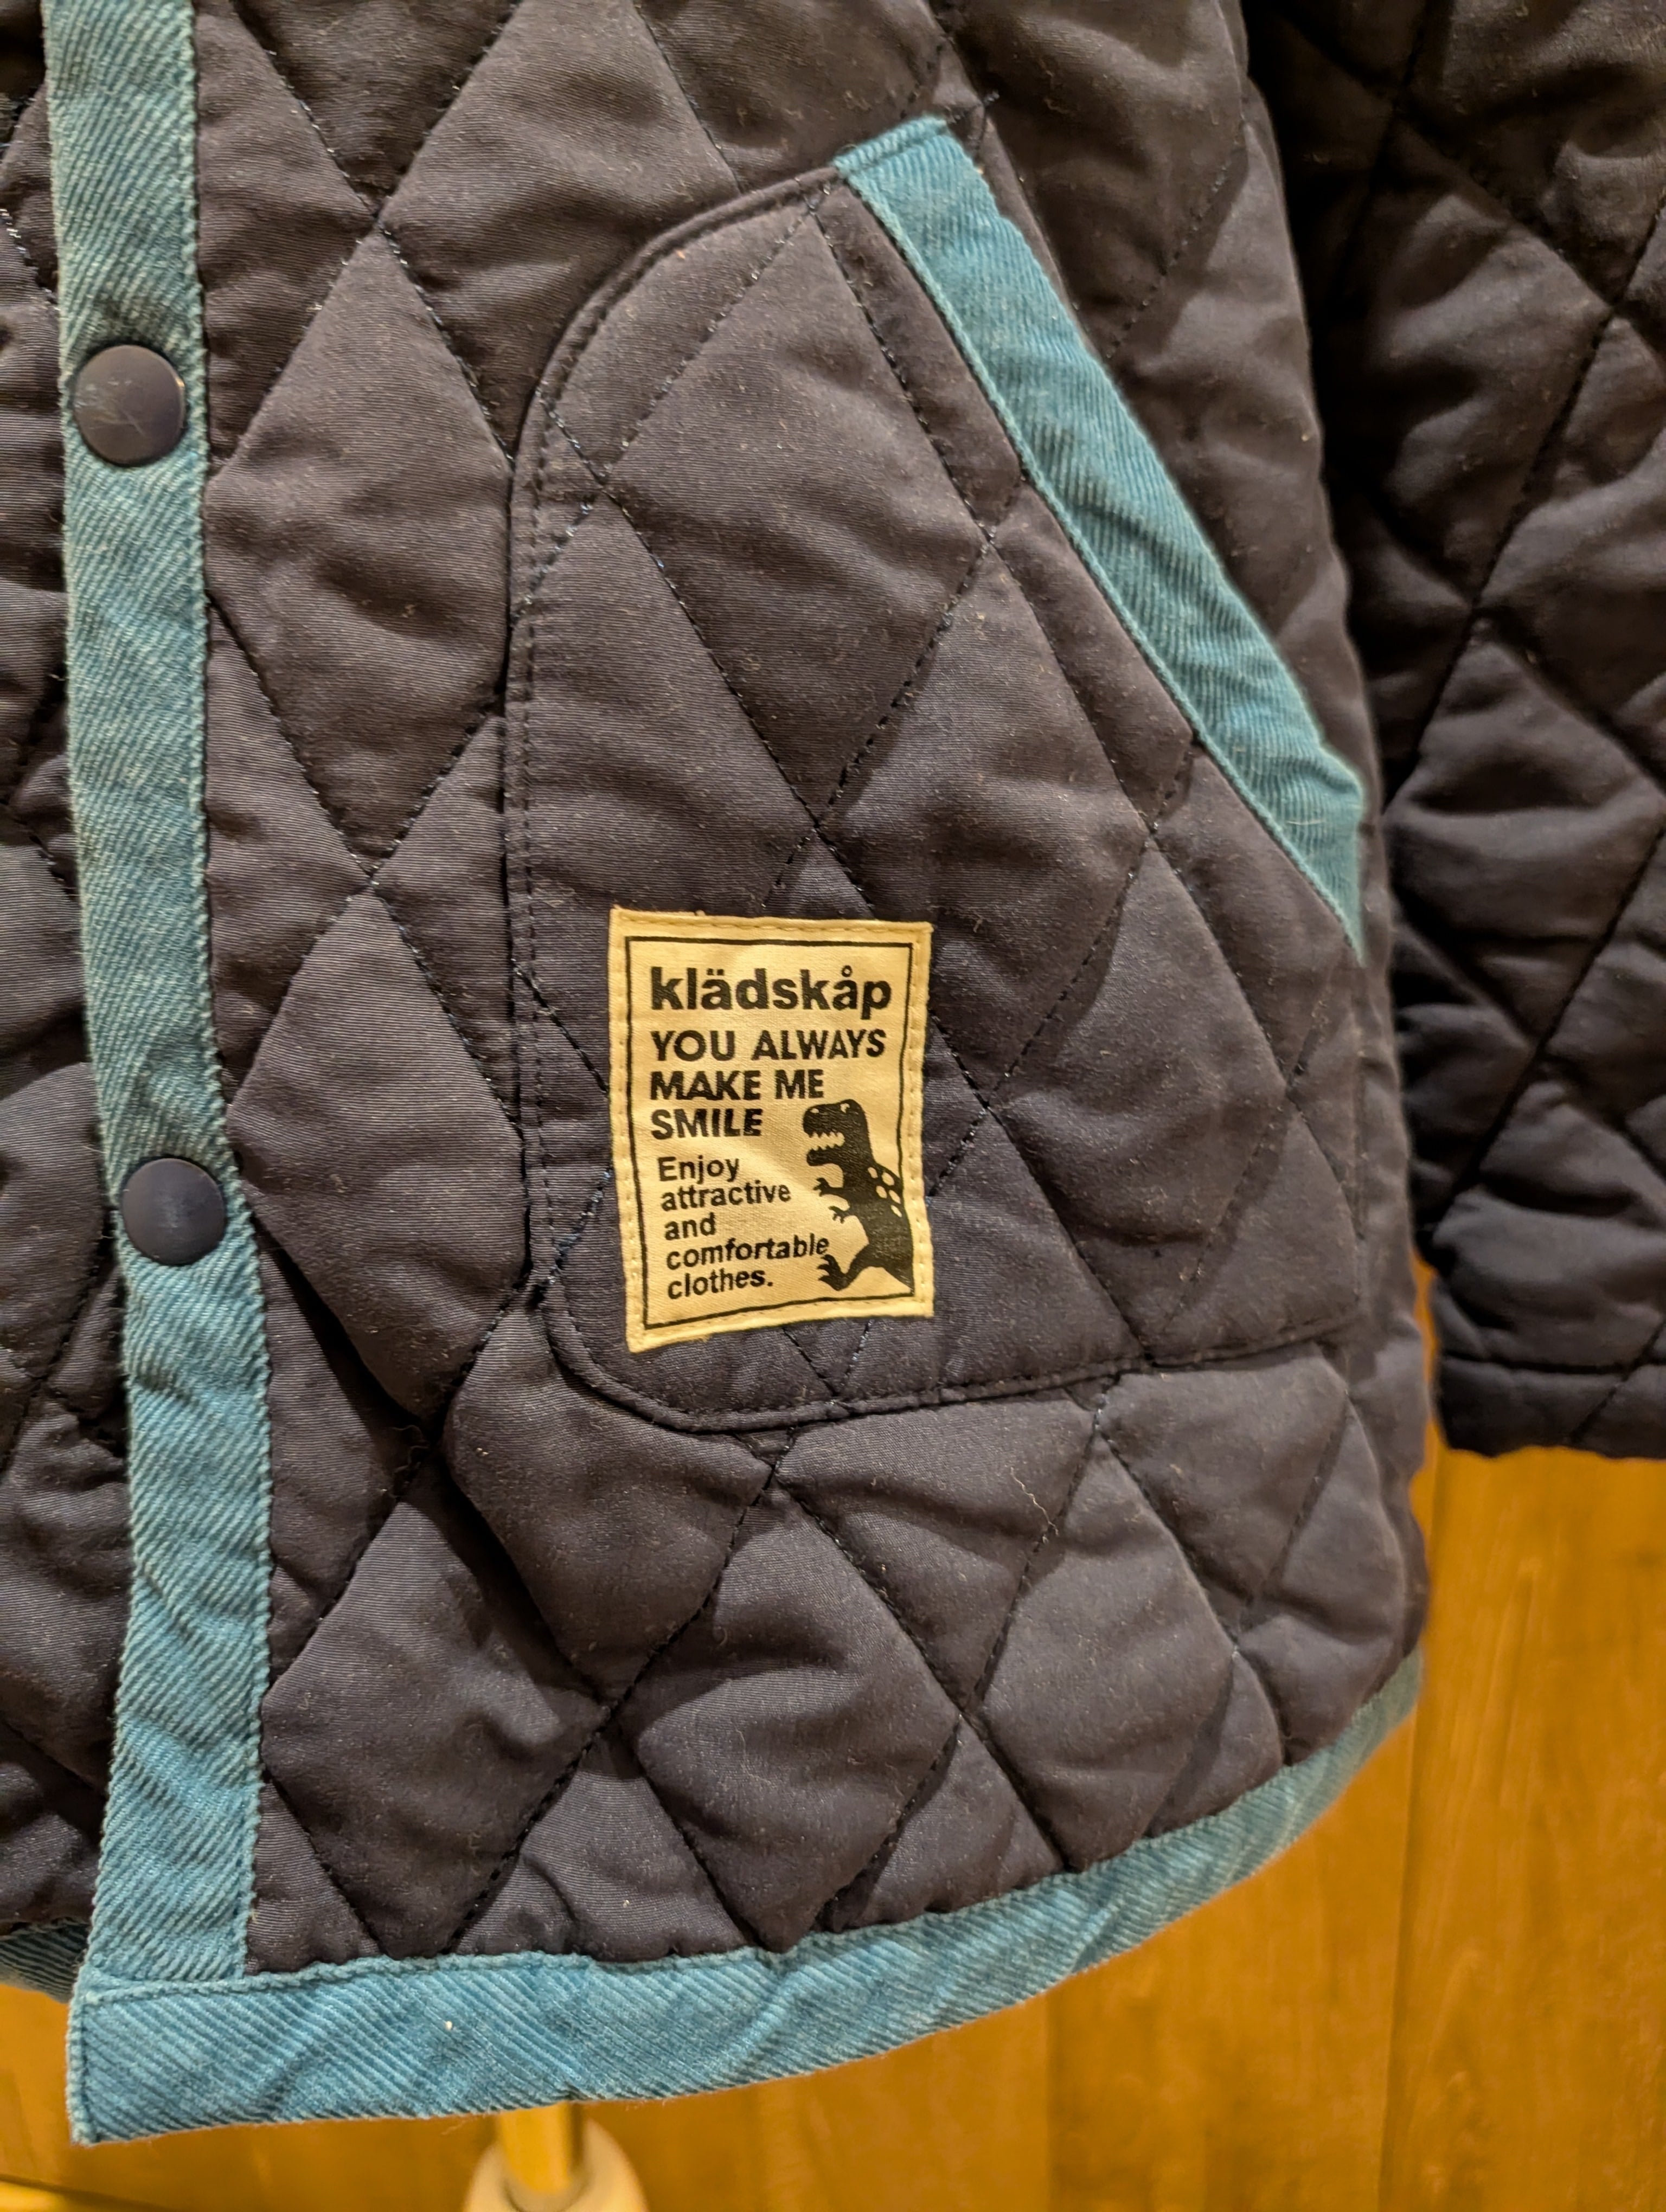 klädskåp
YOU ALWAYS
MAKE ME
SMILE
Enjoy
attractive
and
comfortable
clothes.